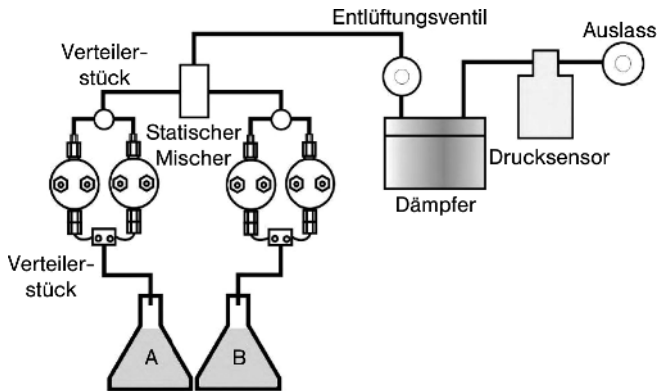 Entlüftungsventil
Auslass
Verteiler-
stück
Statischer
Mischer
Drucksensor
Dämpfer
Verteiler-
stück
A
B